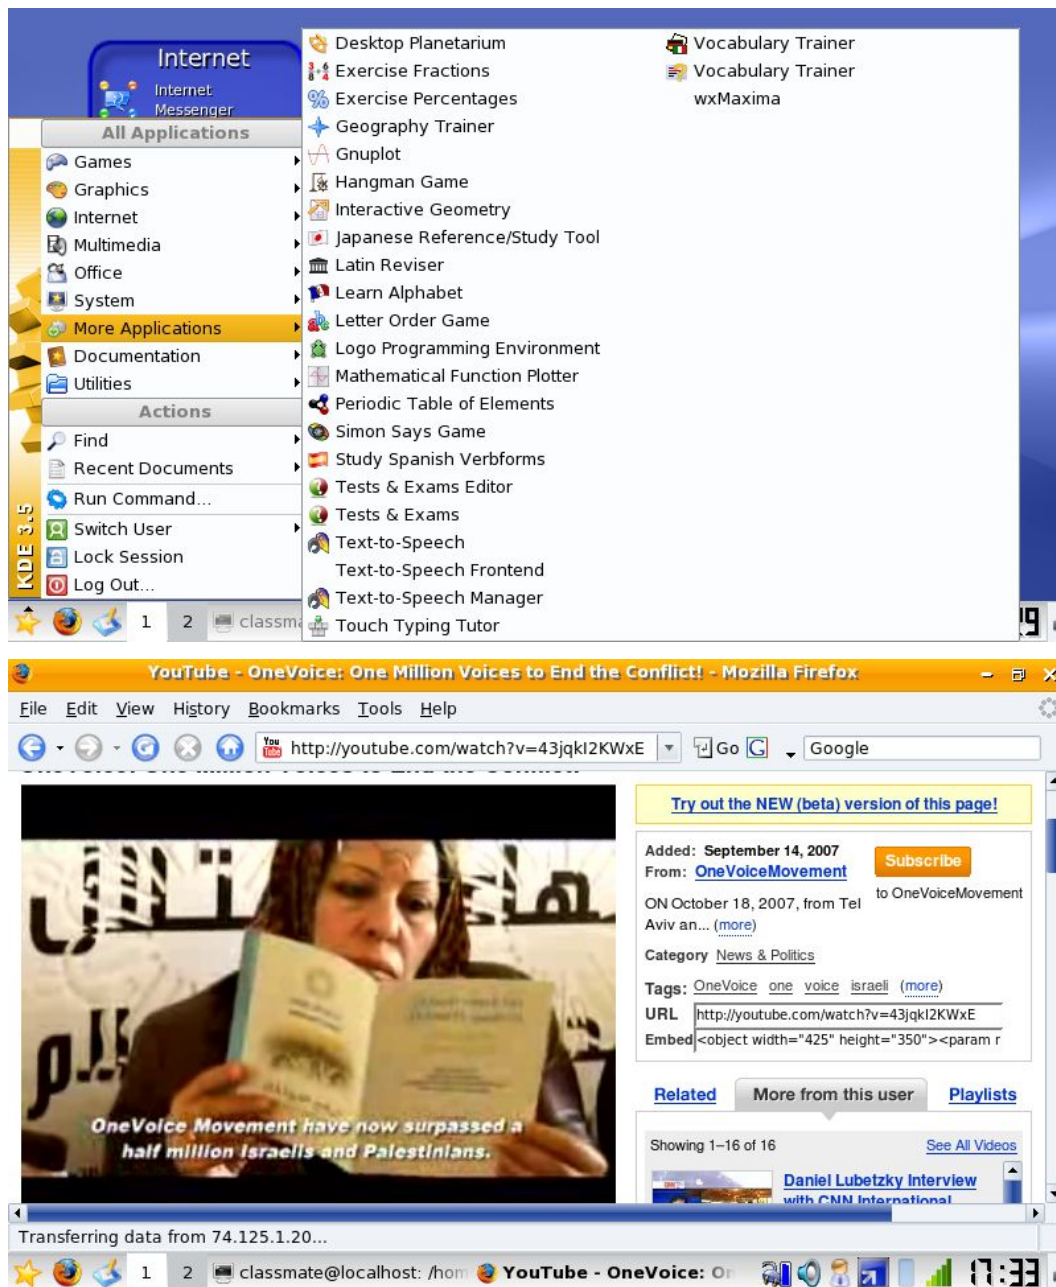 Internet
Internet
Messenger
All Applications
Games
Graphics
Internet
Multimedia
Office
System
More Applications
Documentation
Utilities
Actions
Find
Recent Documents
Run Command...
Switch User
Lock Session
Log Out...
KDE 3.5
Desktop Planetarium
Exercise Fractions
Exercise Percentages
Geography Trainer
Gnuplot
Hangman Game
Interactive Geometry
Japanese Reference/Study Tool
Latin Reviser
Learn Alphabet
Letter Order Game
Logo Programming Environment
Mathematical Function Plotter
Periodic Table of Elements
Simon Says Game
Study Spanish Verbforms
Tests & Exams Editor
Tests & Exams
Text-to-Speech
Text-to-Speech Frontend
Text-to-Speech Manager
Touch Typing Tutor
Vocabulary Trainer
Vocabulary Trainer
wxMaxima
1 2 classm
YouTube - OneVoice: One Million Voices to End the Conflict! - Mozilla Firefox
File Edit View History Bookmarks Tools Help
http://youtube.com/watch?v=43jqkI2KWxE Go Google
OneVoice Movement have now surpassed a
half million Israelis and Palestinians.
Try out the NEW (beta) version of this page!
Added: September 14, 2007
From: OneVoiceMovement
Subscribe
to OneVoiceMovement
ON October 18, 2007, from Tel
Aviv an... (more)
Category News & Politics
Tags: OneVoice one voice israeli (more)
URL http://youtube.com/watch?v=43jqkI2KWxE
Embed <object width="425" height="350"><param r
Related More from this user Playlists
Showing 1–16 of 16 See All Videos
Daniel Lubetzky Interview
with CNN International
Transferring data from 74.125.1.20...
1 2 classmate@localhost: /hom YouTube - OneVoice: On 17:33